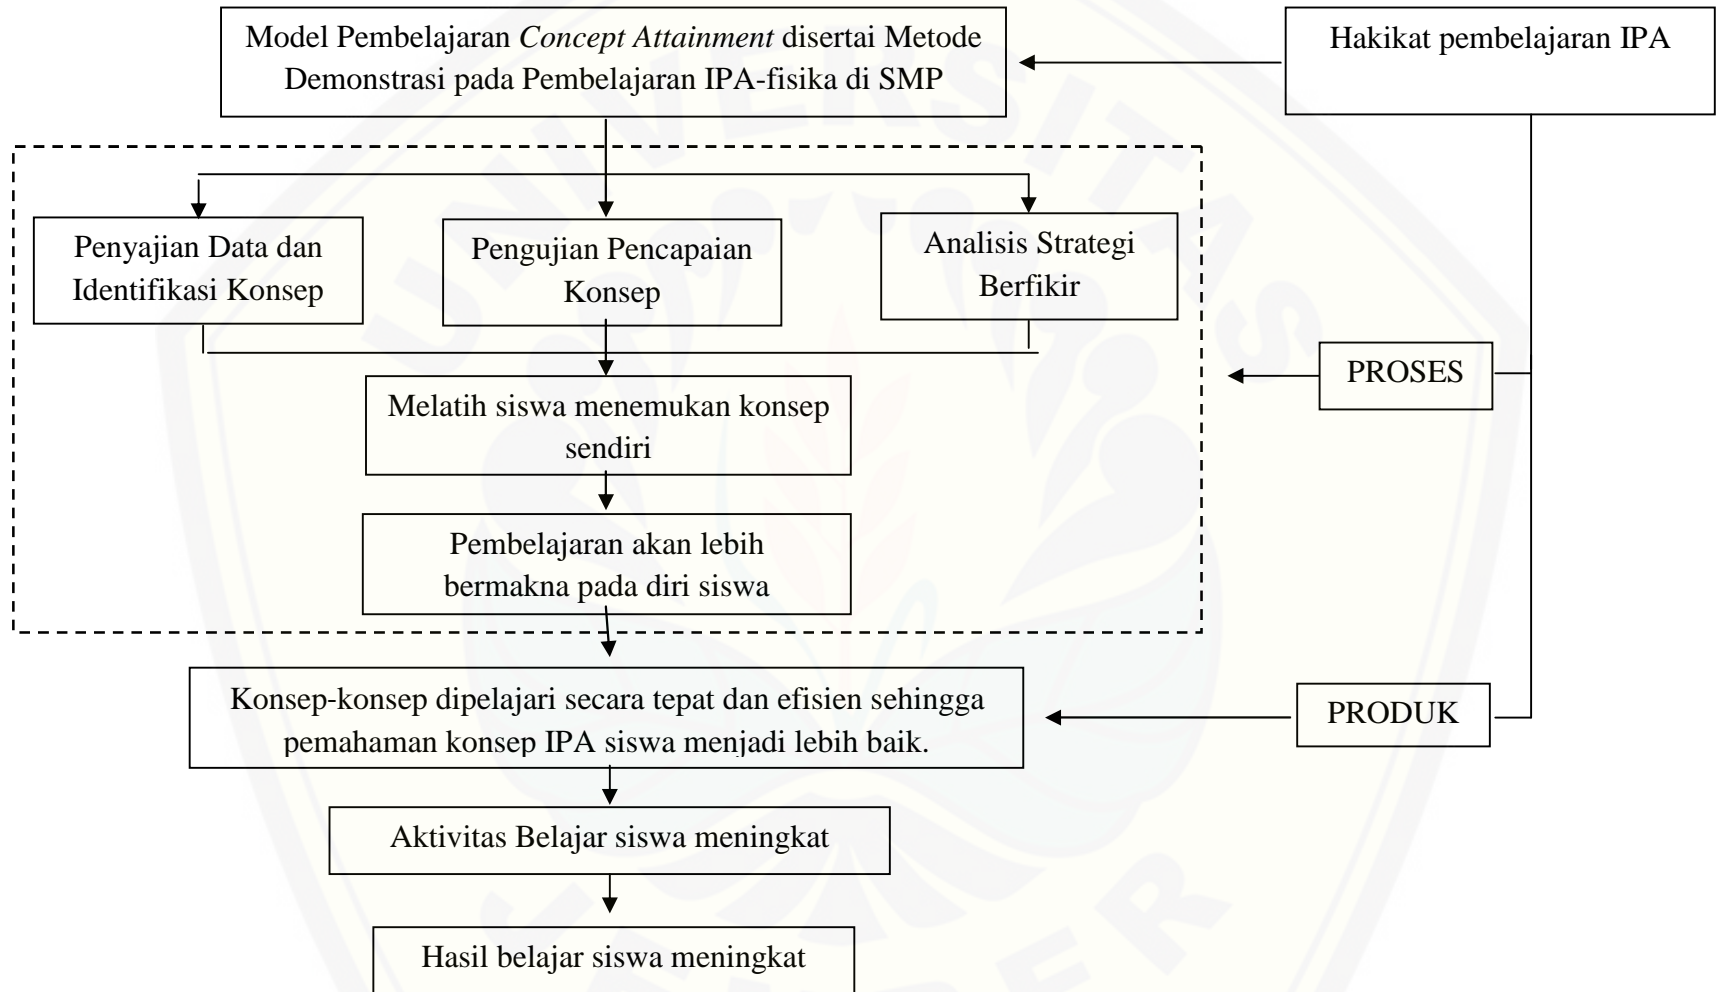 Model Pembelajaran Concept Attainment disertai Metode
Demonstrasi pada Pembelajaran IPA-fisika di SMP
Hakikat pembelajaran IPA
Penyajian Data dan
Identifikasi Konsep
Pengujian Pencapaian
Konsep
Analisis Strategi
Berfikir
PROSES
Melatih siswa menemukan konsep
sendiri
Pembelajaran akan lebih
bermakna pada diri siswa
Konsep-konsep dipelajari secara tepat dan efisien sehingga
pemahaman konsep IPA siswa menjadi lebih baik.
PRODUK
Aktivitas Belajar siswa meningkat
Hasil belajar siswa meningkat
UNIVERSITAS